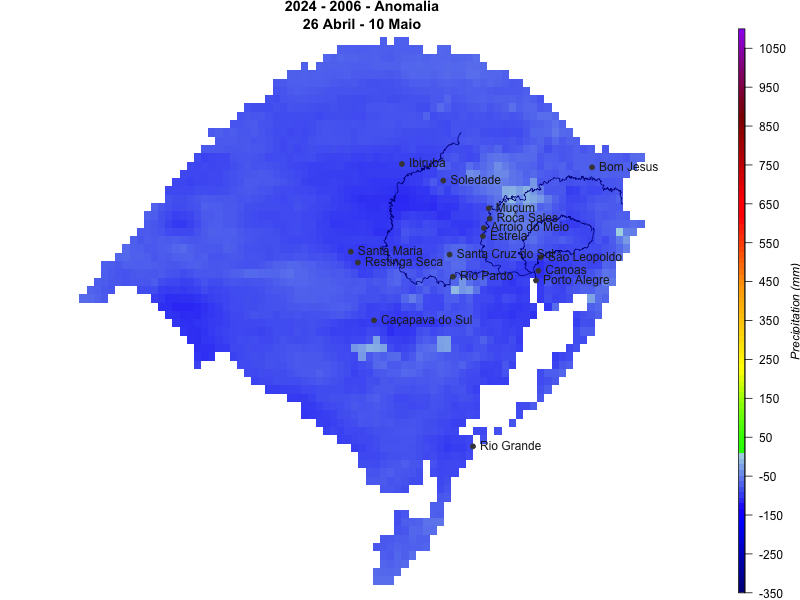 2024 - 2006 - Anomalia
26 Abril - 10 Maio
1050
950
850
750
650
550
450
350
250
150
50
-50
-150
-250
-350
Precipitation (mm)
Ibirubá
Soledade
Bom Jesus
Muçum
Roca Sales
Arroio do Meio
Estrela
Santa Maria
Restinga Seca
Santa Cruz do Sul
São Leopoldo
Canoas
Rio Pardo
Porto Alegre
Caçapava do Sul
Rio Grande